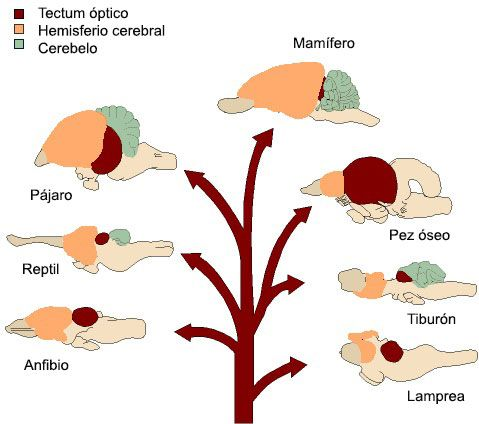 Tectum óptico
Hemisferio cerebral
Cerebelo
Mamífero
Pájaro
Pez óseo
Reptil
Tiburón
Anfibio
Lamprea